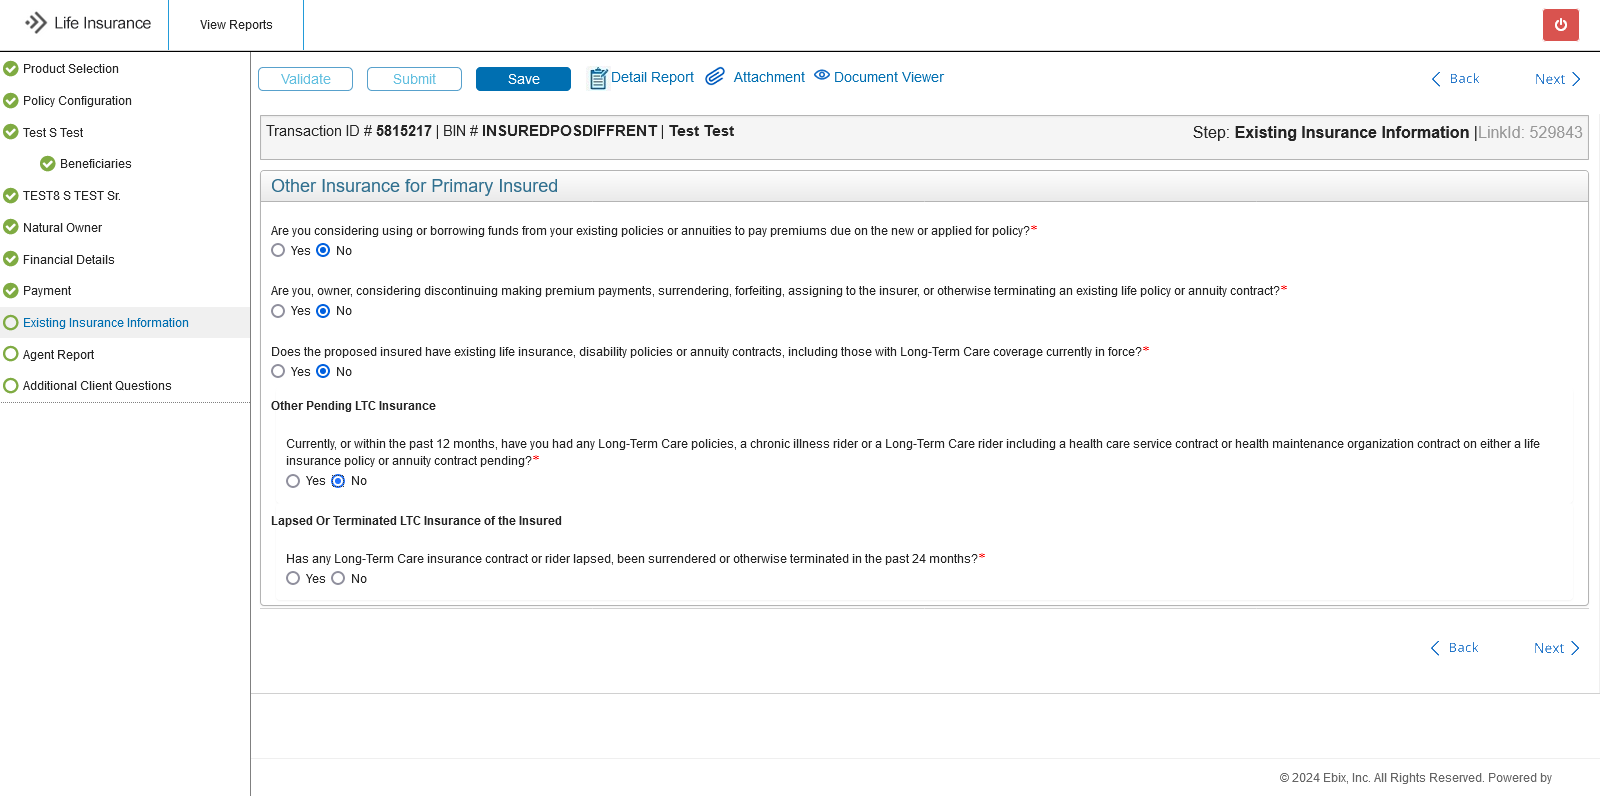 Life Insurance
View Reports
Product Selection
Policy Configuration
Test S Test
Beneficiaries
TEST8 S TEST Sr.
Natural Owner
Financial Details
Payment
Existing Insurance Information
Agent Report
Additional Client Questions
Validate
Submit
Save
Detail Report
Attachment
Document Viewer
Back
Next
Transaction ID # 5815217 | BIN # INSUREDPOSDIFFRENT | Test Test
Step: Existing Insurance Information |LinkId: 529843
Other Insurance for Primary Insured
Are you considering using or borrowing funds from your existing policies or annuities to pay premiums due on the new or applied for policy?*
Yes No
Are you, owner, considering discontinuing making premium payments, surrendering, forfeiting, assigning to the insurer, or otherwise terminating an existing life policy or annuity contract?*
Yes No
Does the proposed insured have existing life insurance, disability policies or annuity contracts, including those with Long-Term Care coverage currently in force?*
Yes No
Other Pending LTC Insurance
Currently, or within the past 12 months, have you had any Long-Term Care policies, a chronic illness rider or a Long-Term Care rider including a health care service contract or health maintenance organization contract on either a life
insurance policy or annuity contract pending?*
Yes No
Lapsed Or Terminated LTC Insurance of the Insured
Has any Long-Term Care insurance contract or rider lapsed, been surrendered or otherwise terminated in the past 24 months?*
Yes No
Back
Next
© 2024 Ebix, Inc. All Rights Reserved. Powered by